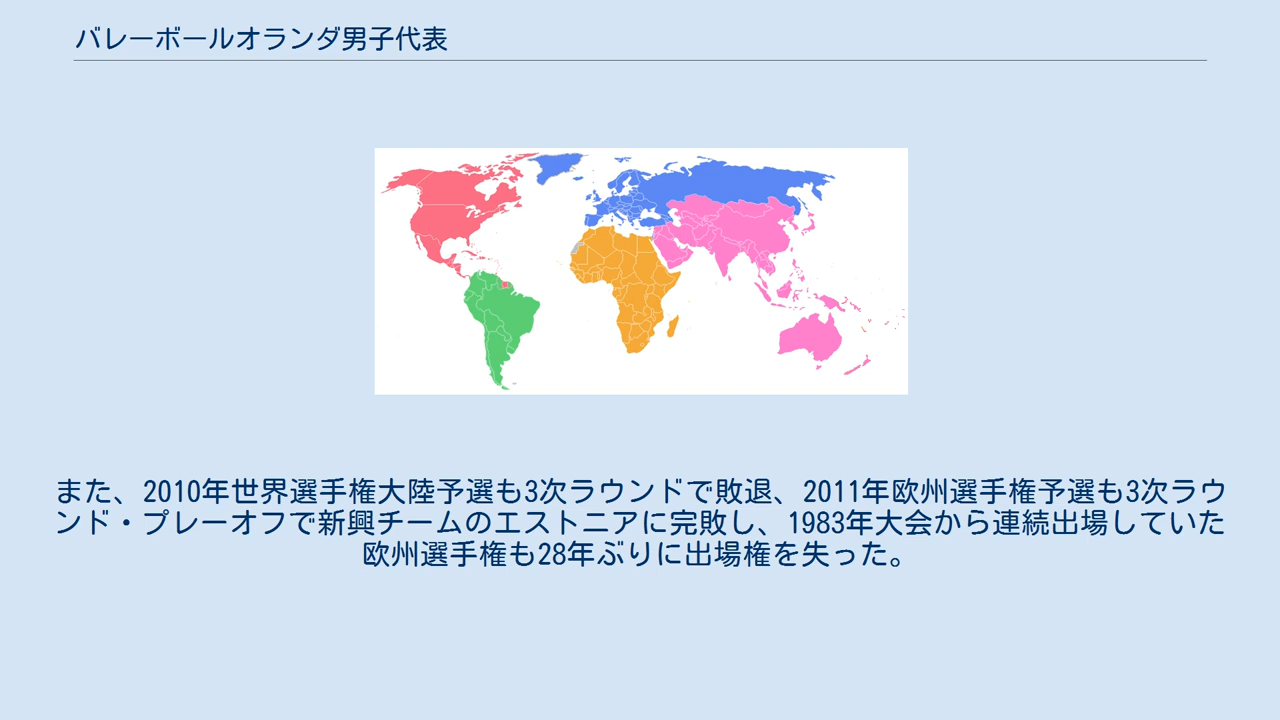 バレーボールオランダ男子代表
また、2010年世界選手権大陸予選も3次ラウンドで敗退、2011年欧州選手権予選も3次ラウ
ンド・プレーオフで新興チームのエストニアに完敗し、1983年大会から連続出場していた
欧州選手権も28年ぶりに出場権を失った。